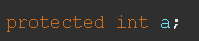 protected int a;